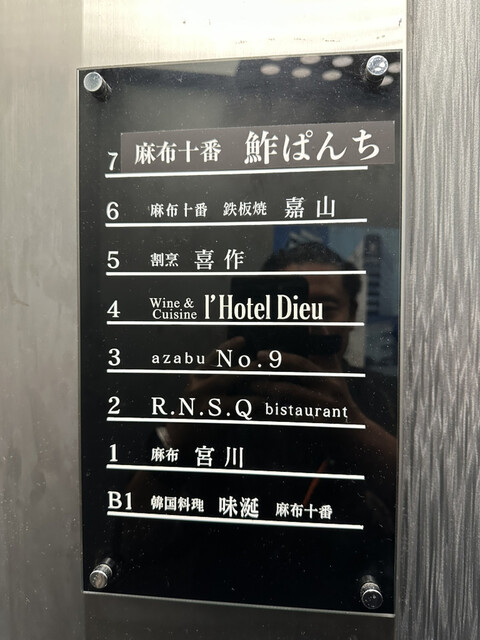 7 麻布十番 鮓ぱんち
6 麻布十番 鉄板焼 嘉山
5 割烹 喜作
4 Wine & Cuisine l'Hotel Dieu
3 azabu No.9
2 R.N.S.Q bistaurant
1 麻布 宮川
B1 韓国料理 味涎 麻布十番